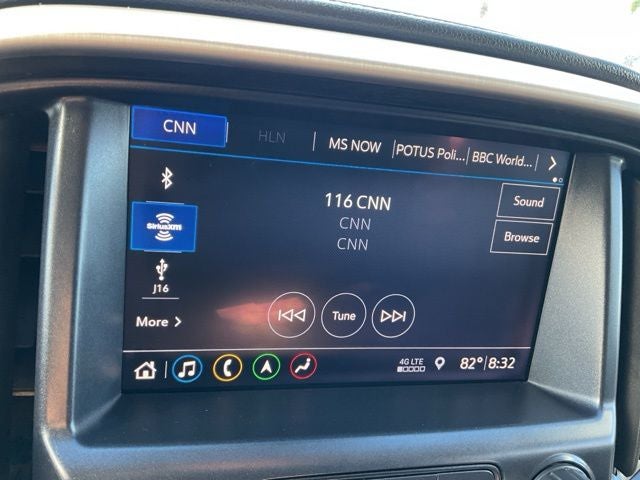 CNN
HLN
MS NOW
POTUS Poli...
BBC World...
116 CNN
CNN
CNN
Sound
Browse
SiriusXM
J16
More
Tune
4G LTE
82° 8:32